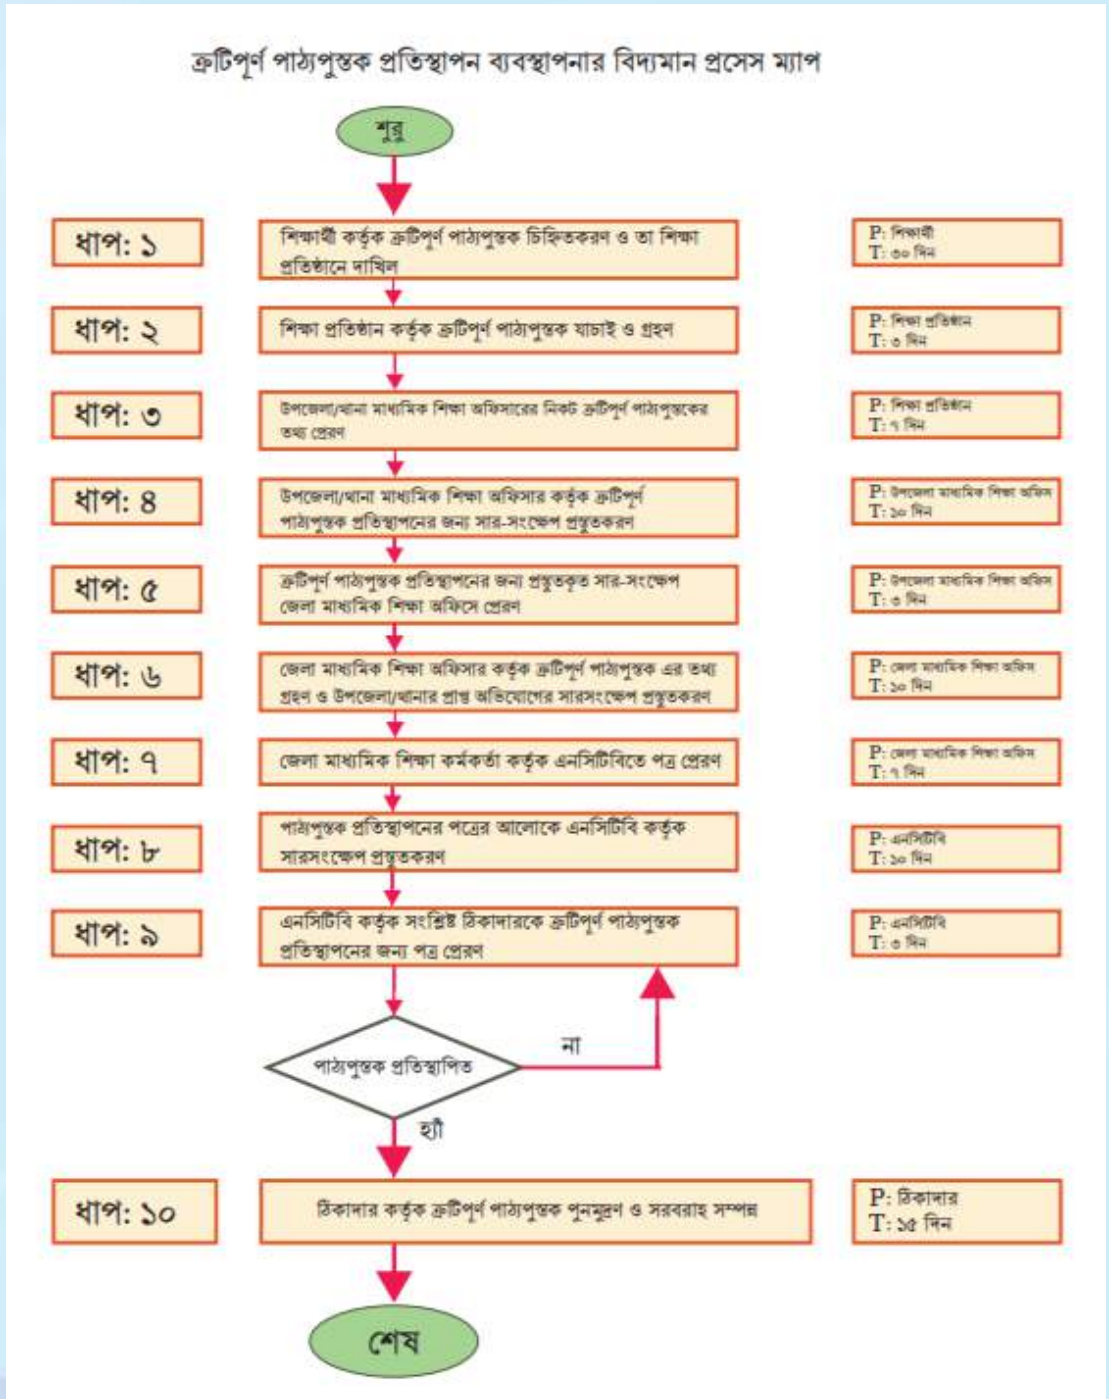 ত্রুটিপূর্ণ পাঠ্যপুস্তক প্রতিস্থাপন ব্যবস্থাপনার বিদ্যমান প্রসেস ম্যাপ
শুরু
ধাপ: ১
শিক্ষার্থী কর্তৃক ত্রুটিপূর্ণ পাঠ্যপুস্তক চিহ্নিতকরণ ও তা শিক্ষা
প্রতিষ্ঠানে দাখিল
P: শিক্ষার্থী
T: ৩০ দিন
ধাপ: ২
শিক্ষা প্রতিষ্ঠান কর্তৃক ত্রুটিপূর্ণ পাঠ্যপুস্তক যাচাই ও গ্রহণ
P: শিক্ষা প্রতিষ্ঠান
T: ৩ দিন
ধাপ: ৩
উপজেলা/থানা মাধ্যমিক শিক্ষা অফিসারের নিকট ত্রুটিপূর্ণ পাঠ্যপুস্তকের
তথ্য প্রেরণ
P: শিক্ষা প্রতিষ্ঠান
T: ৭ দিন
ধাপ: ৪
উপজেলা/থানা মাধ্যমিক শিক্ষা অফিসার কর্তৃক ত্রুটিপূর্ণ
পাঠ্যপুস্তক প্রতিস্থাপনের জন্য সার-সংক্ষেপ প্রস্তুতকরণ
P: উপজেলা মাধ্যমিক শিক্ষা অফিস
T: ১০ দিন
ধাপ: ৫
ত্রুটিপূর্ণ পাঠ্যপুস্তক প্রতিস্থাপনের জন্য প্রস্তুতকৃত সার-সংক্ষেপ
জেলা মাধ্যমিক শিক্ষা অফিসে প্রেরণ
P: উপজেলা মাধ্যমিক শিক্ষা অফিস
T: ৩ দিন
ধাপ: ৬
জেলা মাধ্যমিক শিক্ষা অফিসার কর্তৃক ত্রুটিপূর্ণ পাঠ্যপুস্তক এর তথ্য
গ্রহণ ও উপজেলা/থানার প্রাপ্ত অভিযোগের সারসংক্ষেপ প্রস্তুতকরণ
P: জেলা মাধ্যমিক শিক্ষা অফিস
T: ১০ দিন
ধাপ: ৭
জেলা মাধ্যমিক শিক্ষা কর্মকর্তা কর্তৃক এনসিটিবিতে পত্র প্রেরণ
P: জেলা মাধ্যমিক শিক্ষা অফিস
T: ৭ দিন
ধাপ: ৮
পাঠ্যপুস্তক প্রতিস্থাপনের পত্রের আলোকে এনসিটিবি কর্তৃক
সারসংক্ষেপ প্রস্তুতকরণ
P: এনসিটিবি
T: ১০ দিন
ধাপ: ৯
এনসিটিবি কর্তৃক সংশ্লিষ্ট ঠিকাদারকে ত্রুটিপূর্ণ পাঠ্যপুস্তক
প্রতিস্থাপনের জন্য পত্র প্রেরণ
P: এনসিটিবি
T: ৩ দিন
না
পাঠ্যপুস্তক প্রতিস্থাপিত
হ্যাঁ
ধাপ: ১০
ঠিকাদার কর্তৃক ত্রুটিপূর্ণ পাঠ্যপুস্তক পুনমুদ্রণ ও সরবরাহ সম্পন্ন
P: ঠিকাদার
T: ১৫ দিন
শেষ